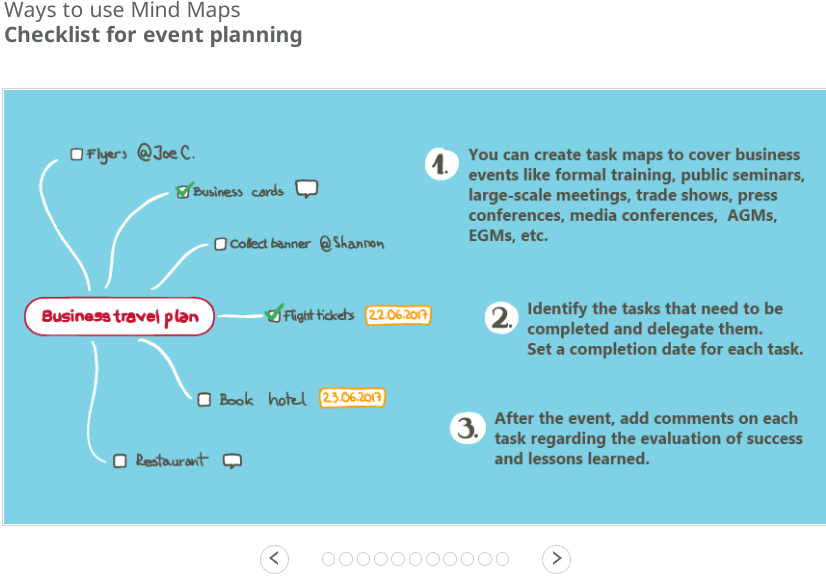 Ways to use Mind Maps
Checklist for event planning
Flyers @Joe C.
Business cards
Collect banner @Shannon
Business travel plan
Flight tickets 22.06.2017
Book hotel 23.06.2017
Restaurant
1.
You can create task maps to cover business
events like formal training, public seminars,
large-scale meetings, trade shows, press
conferences, media conferences, AGMs,
EGMs, etc.
2.
Identify the tasks that need to be
completed and delegate them.
Set a completion date for each task.
3.
After the event, add comments on each
task regarding the evaluation of success
and lessons learned.